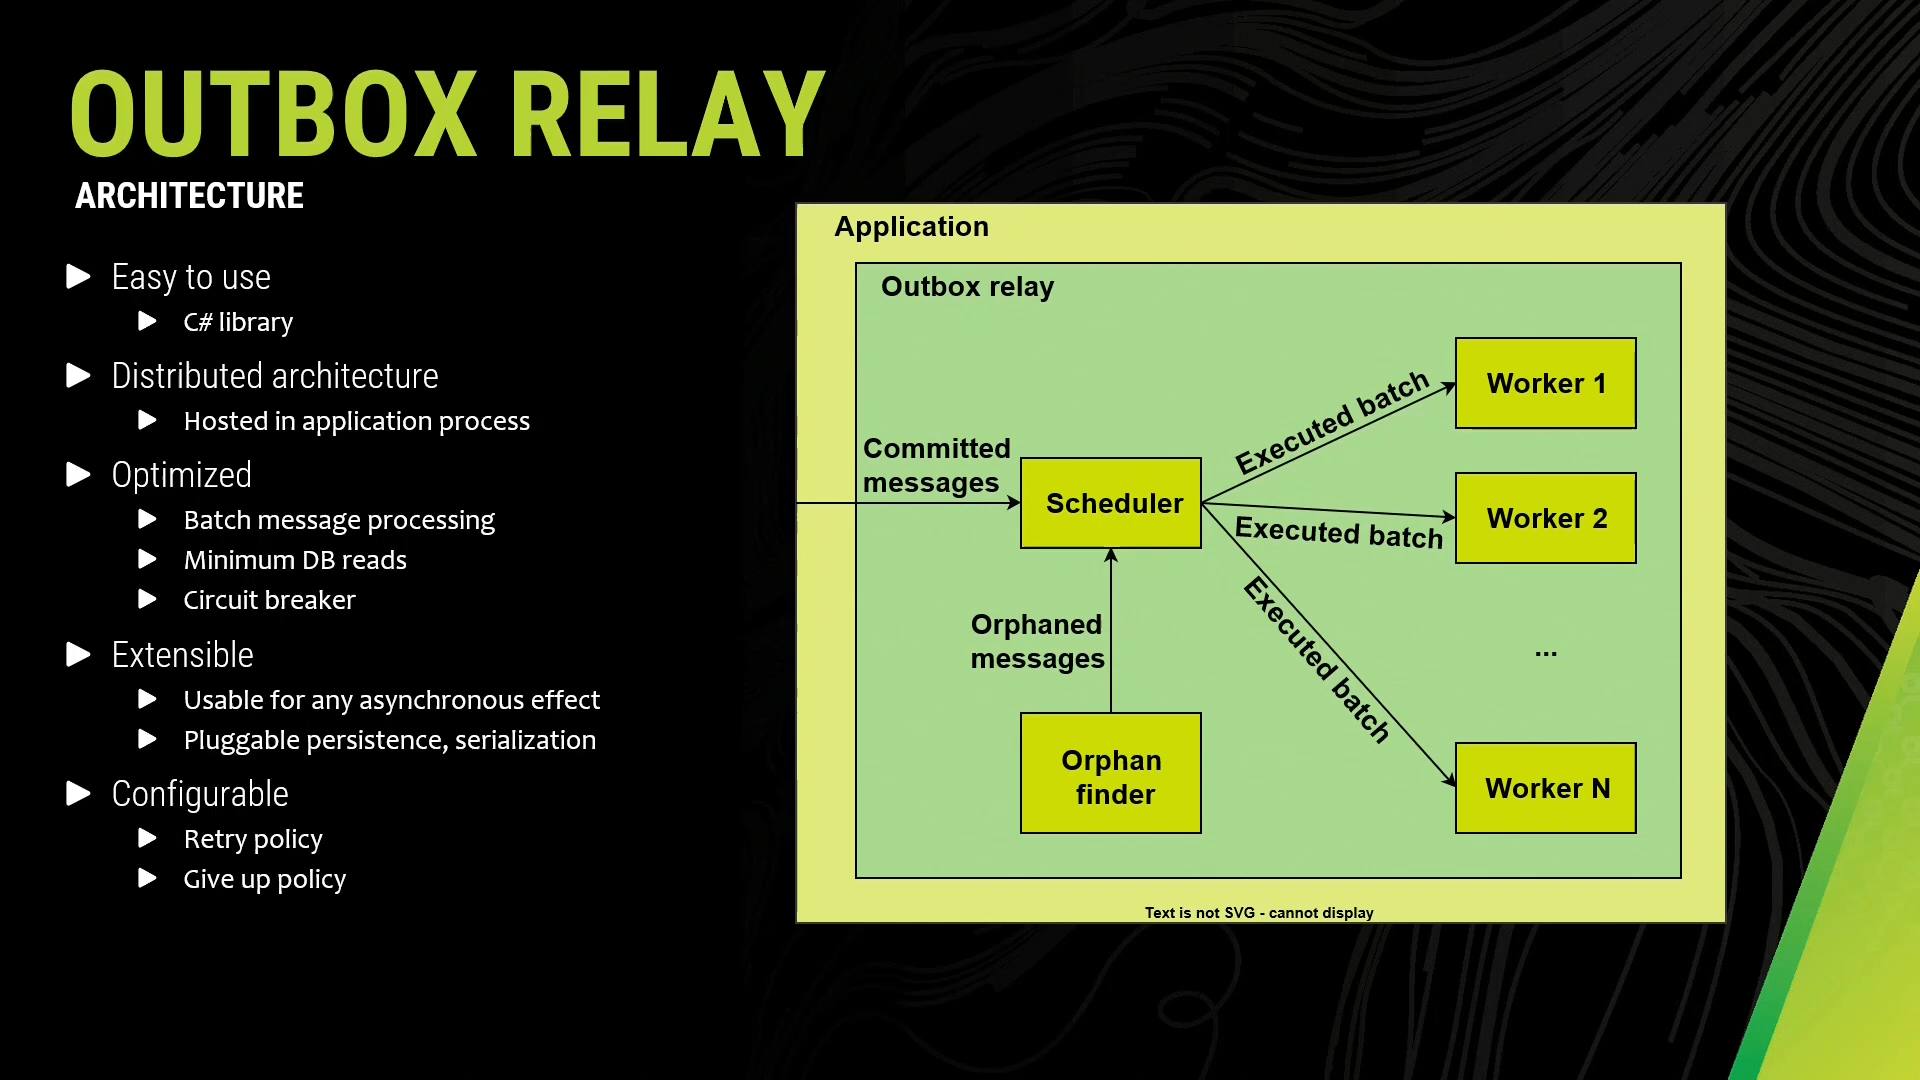 OUTBOX RELAY
ARCHITECTURE
Easy to use
C# library
Distributed architecture
Hosted in application process
Optimized
Batch message processing
Minimum DB reads
Circuit breaker
Extensible
Usable for any asynchronous effect
Pluggable persistence, serialization
Configurable
Retry policy
Give up policy
Application
Outbox relay
Committed
messages
Scheduler
Executed batch
Worker 1
Executed batch
Worker 2
Executed batch
...
Worker N
Orphaned
messages
Orphan
finder
Text is not SVG - cannot display